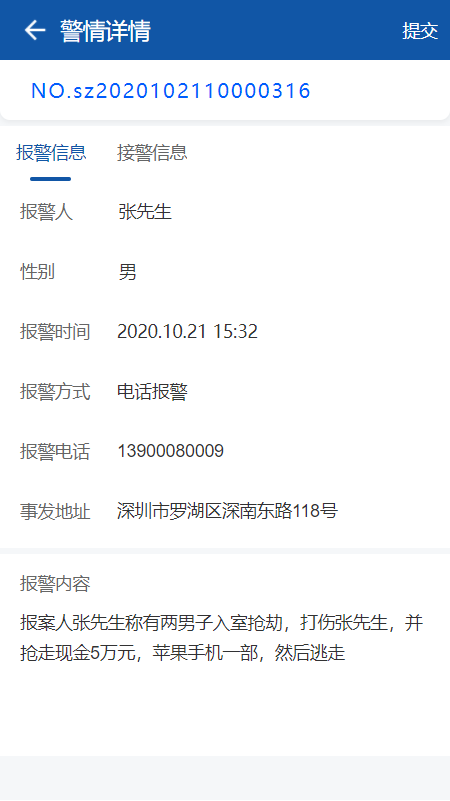 警情详情 提交
NO.sz2020102110000316
报警信息 接警信息
报警人 张先生
性别 男
报警时间 2020.10.21 15:32
报警方式 电话报警
报警电话 13900080009
事发地址 深圳市罗湖区深南东路118号
报警内容
报案人张先生称有两男子入室抢劫，打伤张先生，并
抢走现金5万元，苹果手机一部，然后逃走